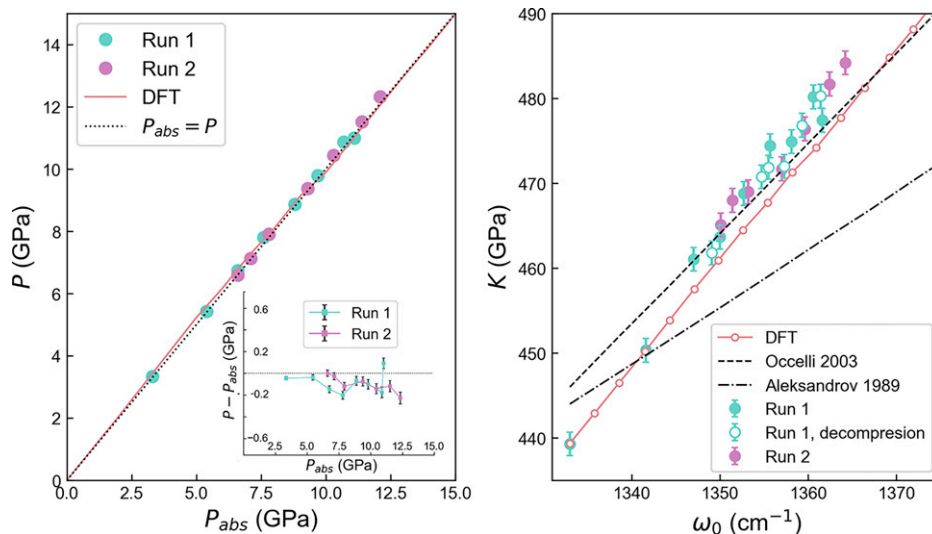 Run 1
Run 2
DFT
P_abs = P
14
12
10
8
6
4
2
0
0.0
2.5
5.0
7.5
10.0
12.5
15.0
P (GPa)
P_abs (GPa)
Run 1
Run 2
0.6
0.2
−0.2
−0.6
2.5
5.0
7.5
10.0
12.5
15.0
P − P_abs (GPa)
P_abs (GPa)
490
480
470
460
450
440
1340
1350
1360
1370
K (GPa)
ω₀ (cm⁻¹)
DFT
Occelli 2003
Aleksandrov 1989
Run 1
Run 1, decompresion
Run 2